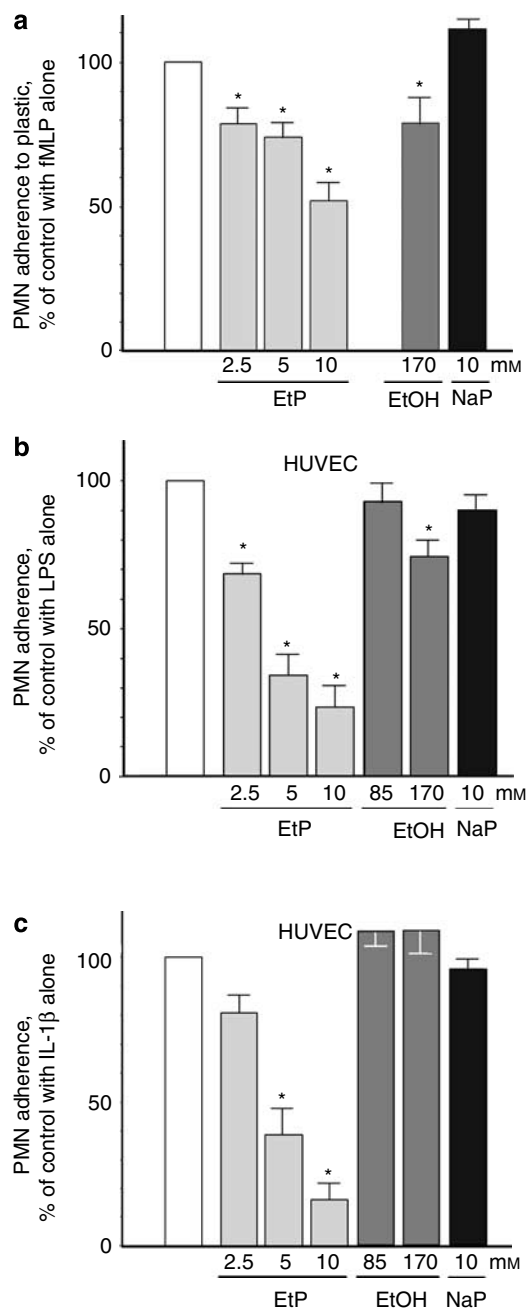 a
PMN adherence to plastic,
% of control with fMLP alone
100
50
0
* * * *
2.5 5 10 170 10 mM
EtP EtOH NaP
b
HUVEC
PMN adherence,
% of control with LPS alone
100
50
0
* * * *
2.5 5 10 85 170 10 mM
EtP EtOH NaP
c
HUVEC
PMN adherence,
% of control with IL-1β alone
100
50
0
* *
2.5 5 10 85 170 10 mM
EtP EtOH NaP